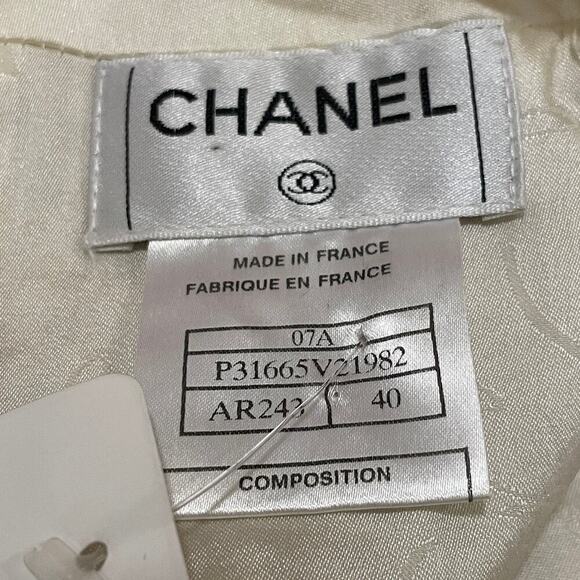 CHANEL
MADE IN FRANCE
FABRIQUE EN FRANCE
07A
P31665V21982
AR243 40
COMPOSITION